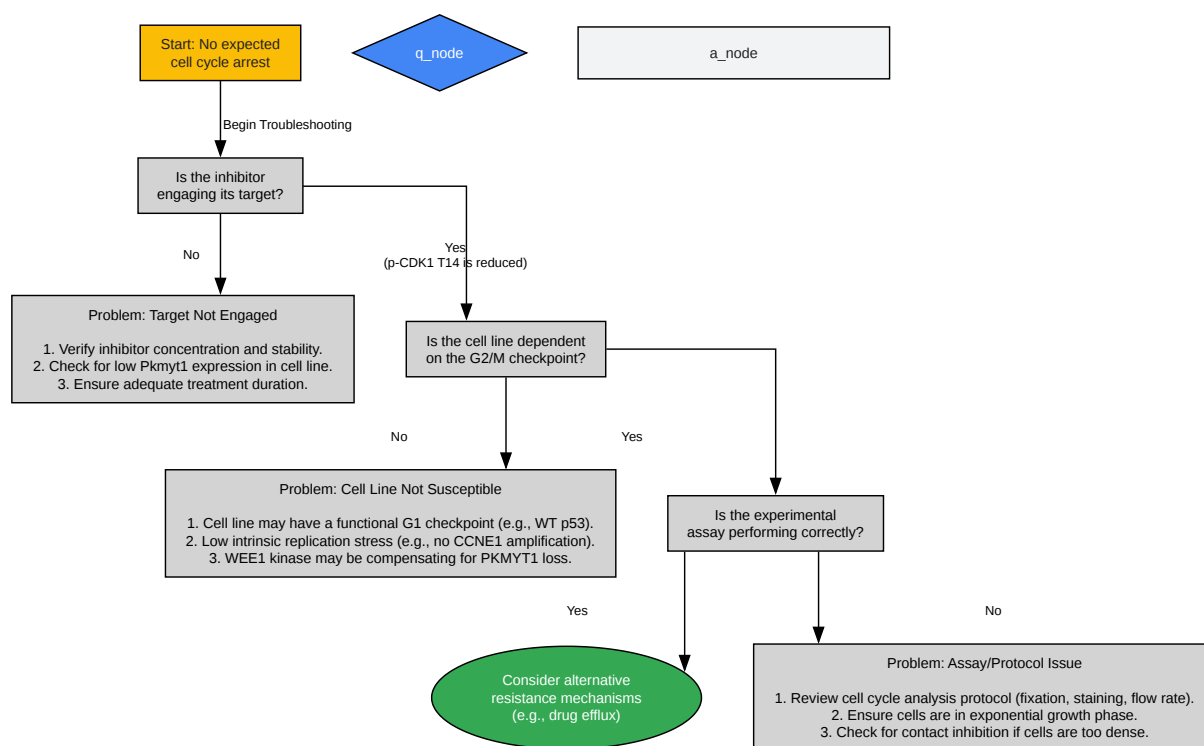 Start: No expected
cell cycle arrest
q_node
a_node
Begin Troubleshooting
Is the inhibitor
engaging its target?
No
Yes
(p-CDK1 T14 is reduced)
Problem: Target Not Engaged
1. Verify inhibitor concentration and stability.
2. Check for low Pkmyt1 expression in cell line.
3. Ensure adequate treatment duration.
Is the cell line dependent
on the G2/M checkpoint?
No
Yes
Problem: Cell Line Not Susceptible
1. Cell line may have a functional G1 checkpoint (e.g., WT p53).
2. Low intrinsic replication stress (e.g., no CCNE1 amplification).
3. WEE1 kinase may be compensating for PKMYT1 loss.
Is the experimental
assay performing correctly?
Yes
No
Consider alternative
resistance mechanisms
(e.g., drug efflux)
Problem: Assay/Protocol Issue
1. Review cell cycle analysis protocol (fixation, staining, flow rate).
2. Ensure cells are in exponential growth phase.
3. Check for contact inhibition if cells are too dense.